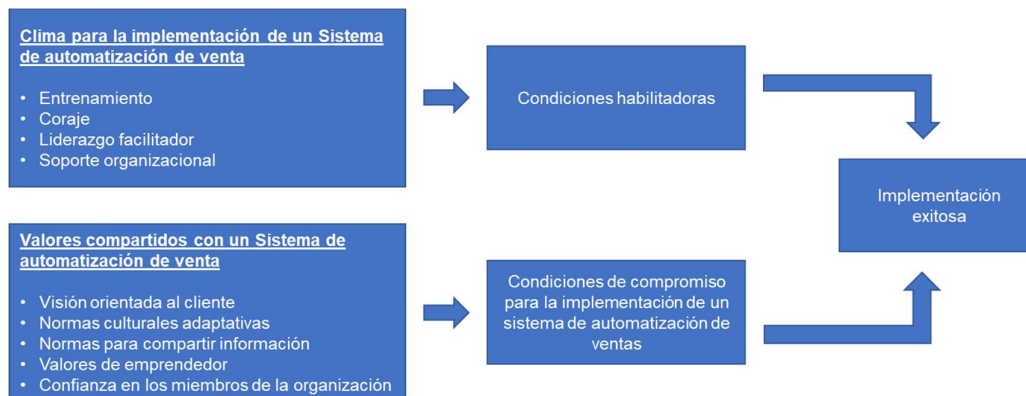 Clima para la implementación de un Sistema
de automatización de venta
• Entrenamiento
• Coraje
• Liderazgo facilitador
• Soporte organizacional
Condiciones habilitadoras
Implementación
exitosa
Valores compartidos con un Sistema de
automatización de venta
• Visión orientada al cliente
• Normas culturales adaptativas
• Normas para compartir información
• Valores de emprendedor
• Confianza en los miembros de la organización
Condiciones de compromiso
para la implementación de un
sistema de automatización de
ventas